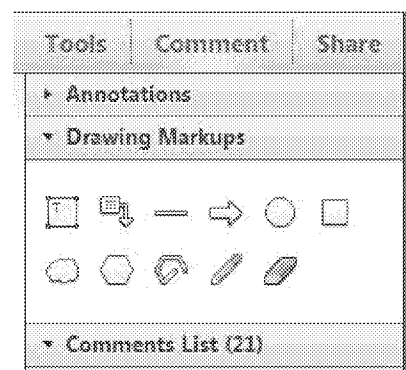 Tools Comment Share
Annotations
Drawing Markups
T
Comments List (21)